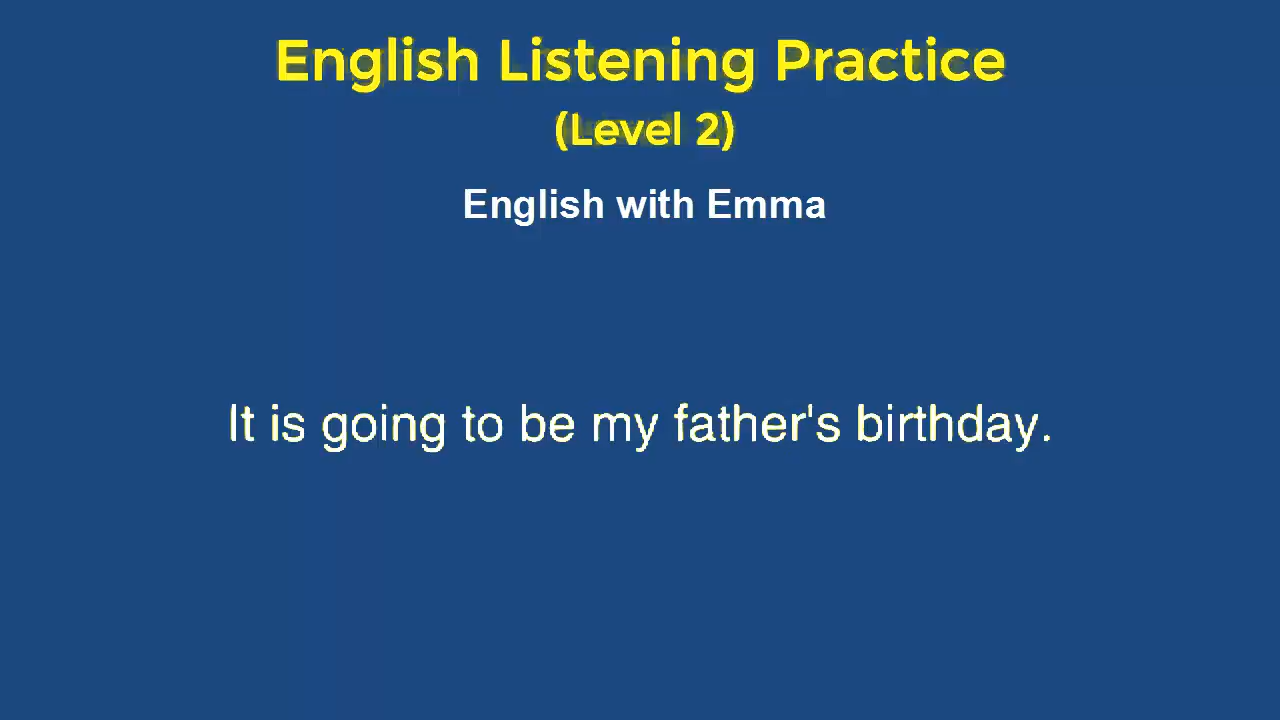 English Listening Practice
(Level 2)
English with Emma
It is going to be my father's birthday.